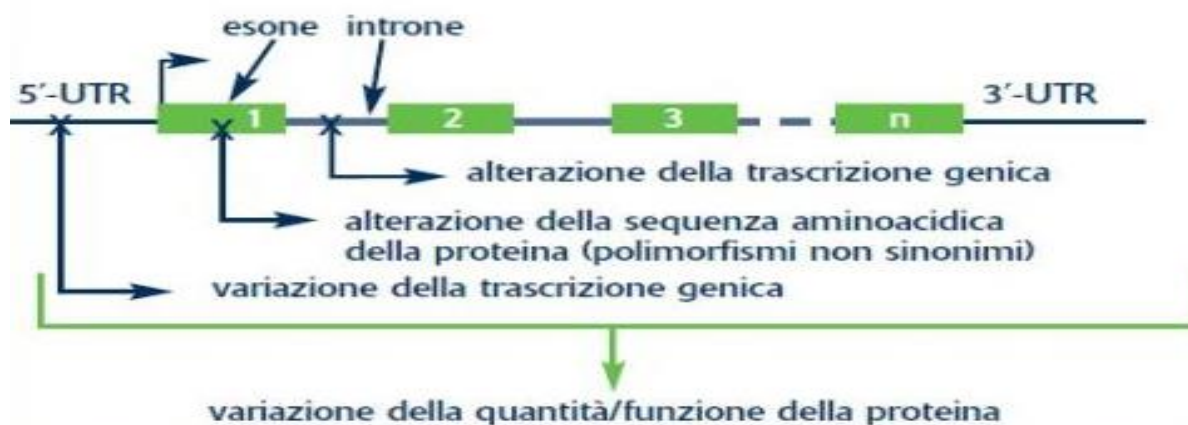 esone introne
5´-UTR
3´-UTR
1 2 3 n
alterazione della trascrizione genica
alterazione della sequenza aminoacidica
della proteina (polimorfismi non sinonimi)
variazione della trascrizione genica
variazione della quantità/funzione della proteina